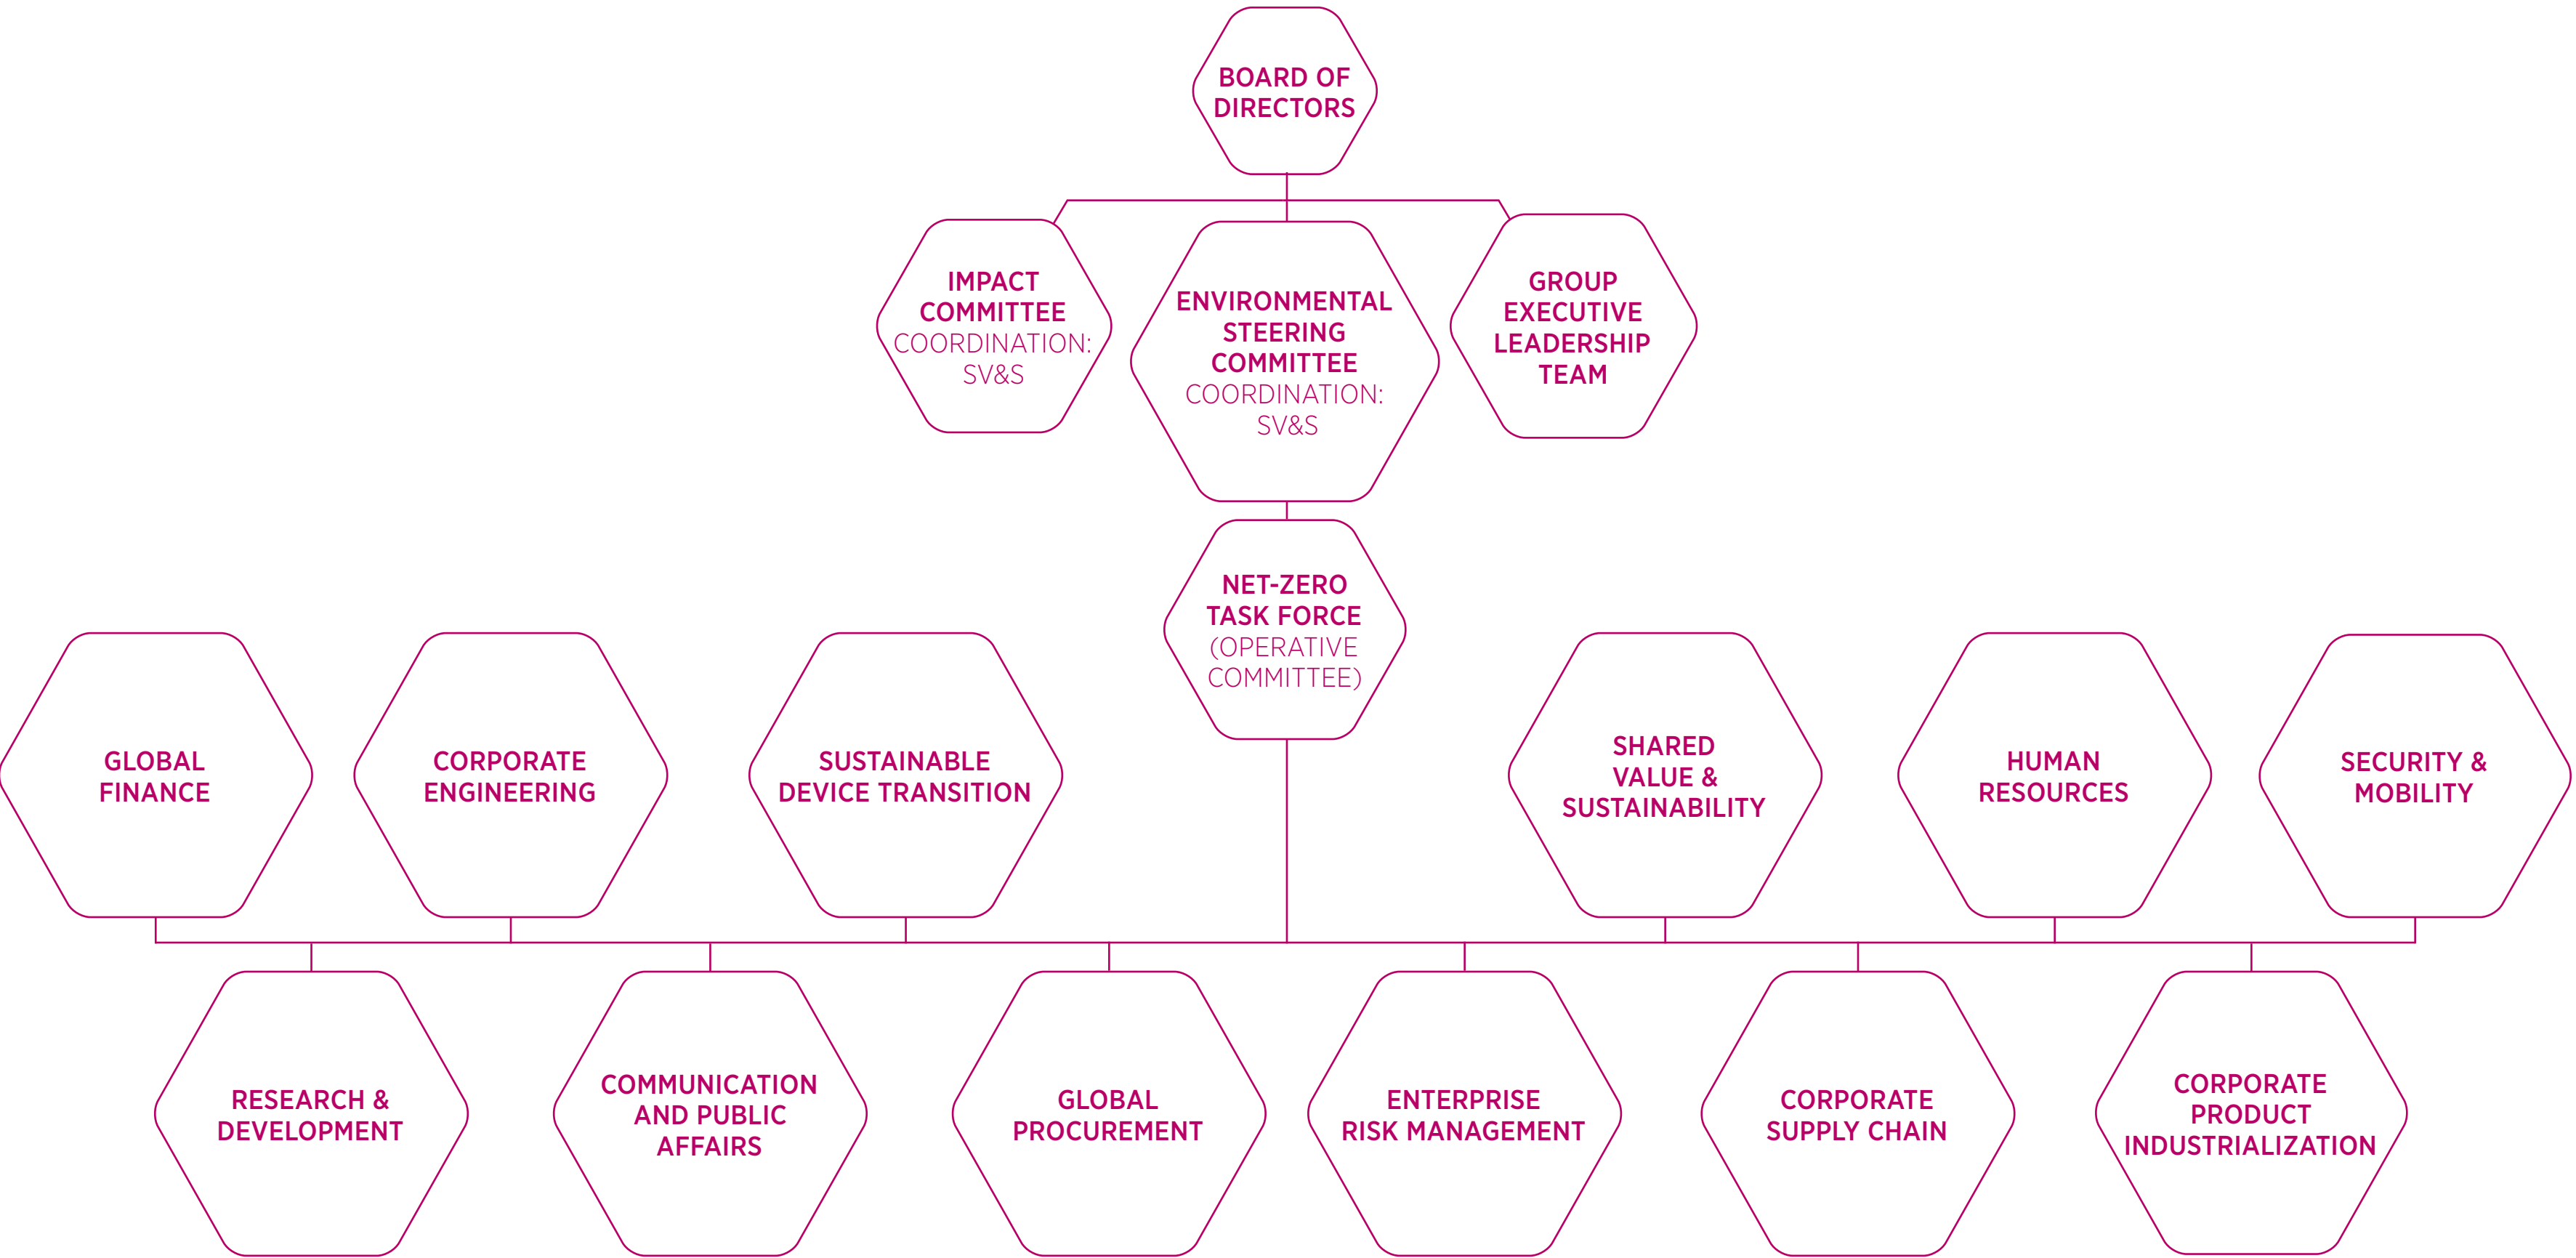 BOARD OF
DIRECTORS
IMPACT
COMMITTEE
COORDINATION:
SV&S
ENVIRONMENTAL
STEERING
COMMITTEE
COORDINATION:
SV&S
GROUP
EXECUTIVE
LEADERSHIP
TEAM
NET-ZERO
TASK FORCE
(OPERATIVE
COMMITTEE)
GLOBAL
FINANCE
CORPORATE
ENGINEERING
SUSTAINABLE
DEVICE TRANSITION
SHARED
VALUE &
SUSTAINABILITY
HUMAN
RESOURCES
SECURITY &
MOBILITY
RESEARCH &
DEVELOPMENT
COMMUNICATION
AND PUBLIC
AFFAIRS
GLOBAL
PROCUREMENT
ENTERPRISE
RISK MANAGEMENT
CORPORATE
SUPPLY CHAIN
CORPORATE
PRODUCT
INDUSTRIALIZATION